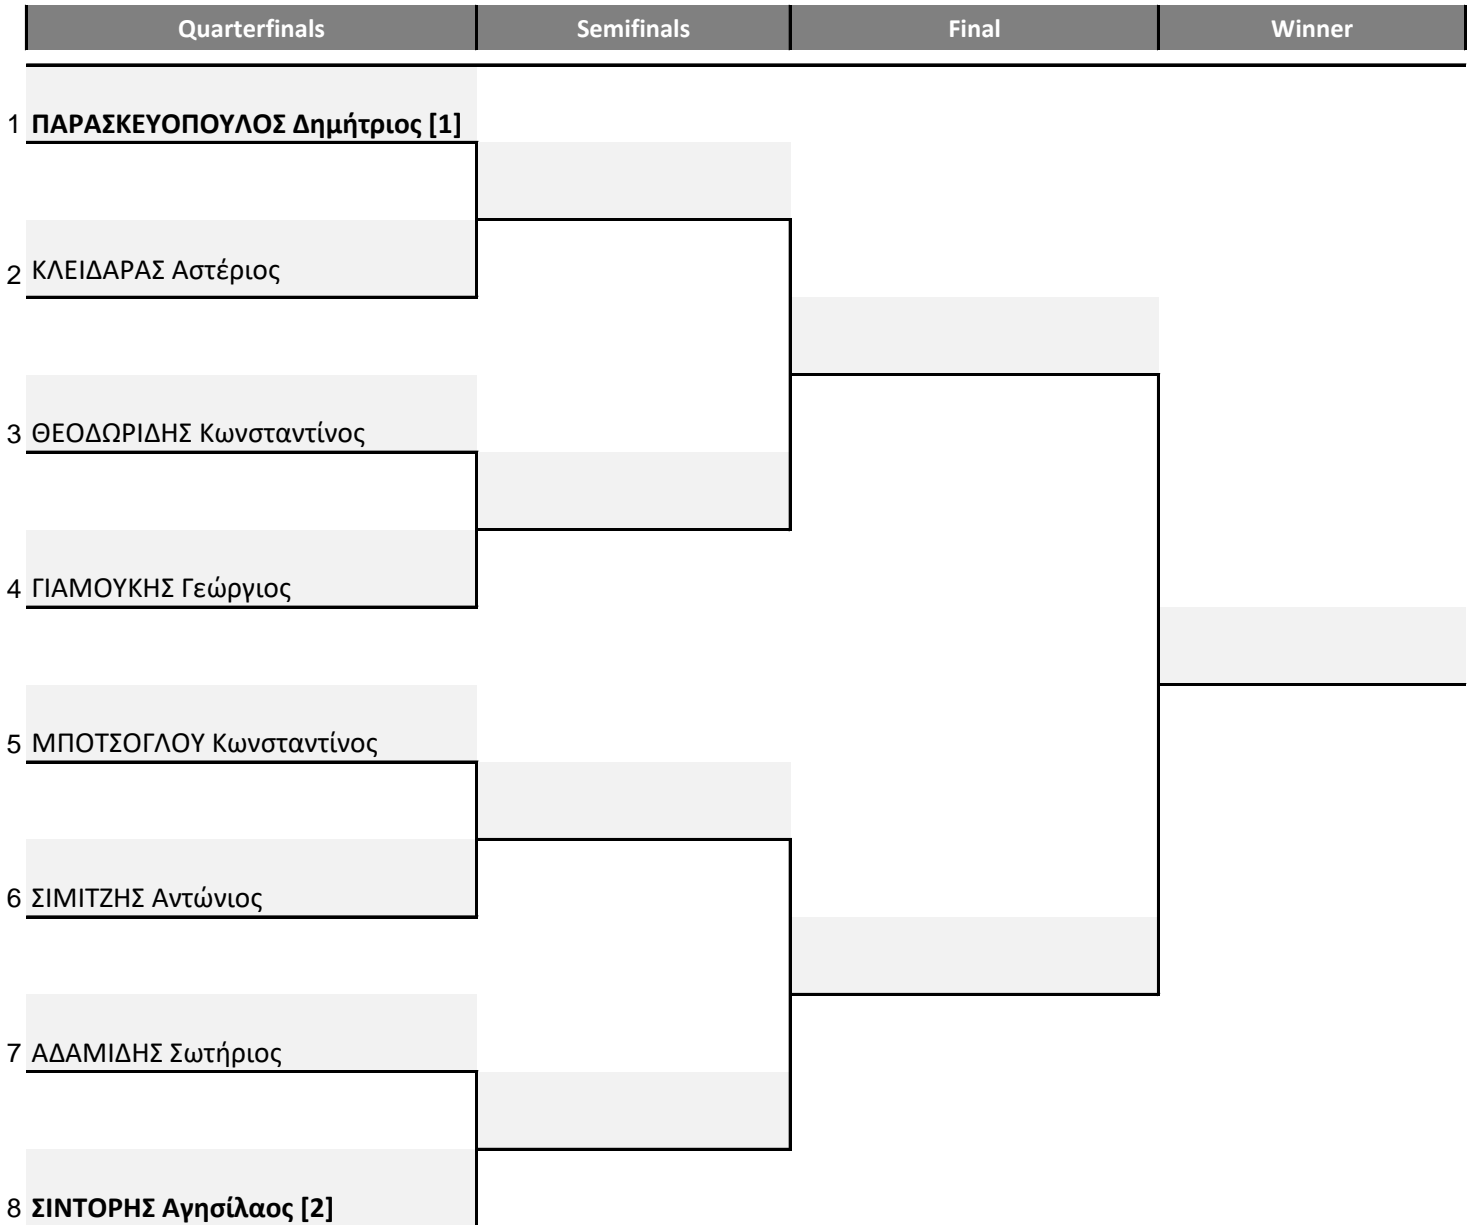 Quarterfinals Semifinals Final Winner
1 ΠΑΡΑΣΚΕΥΟΠΟΥΛΟΣ Δημήτριος [1]
2 ΚΛΕΙΔΑΡΑΣ Αστέριος
3 ΘΕΟΔΩΡΙΔΗΣ Κωνσταντίνος
4 ΓΙΑΜΟΥΚΗΣ Γεώργιος
5 ΜΠΟΤΣΟΓΛΟΥ Κωνσταντίνος
6 ΣΙΜΙΤΖΗΣ Αντώνιος
7 ΑΔΑΜΙΔΗΣ Σωτήριος
8 ΣΙΝΤΟΡΗΣ Αγησίλαος [2]